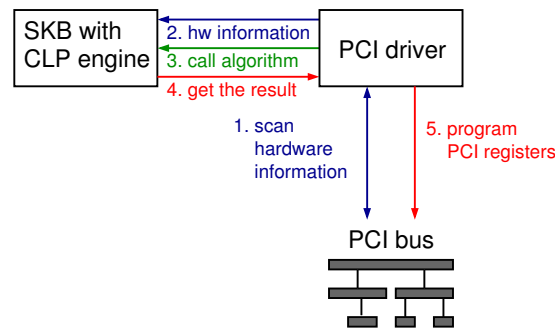 SKB with
CLP engine
2. hw information
3. call algorithm
4. get the result
PCI driver
1. scan
hardware
information
5. program
PCI registers
PCI bus